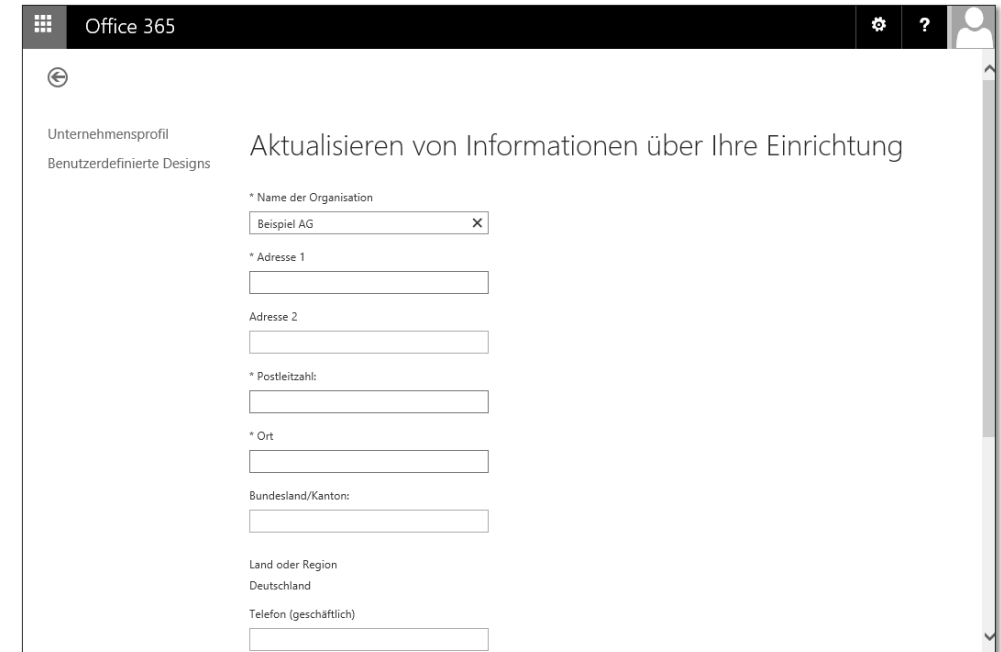 Office 365
?
Unternehmensprofil
Benutzerdefinierte Designs
Aktualisieren von Informationen über Ihre Einrichtung
* Name der Organisation
Beispiel AG
* Adresse 1
Adresse 2
* Postleitzahl:
* Ort
Bundesland/Kanton:
Land oder Region
Deutschland
Telefon (geschäftlich)